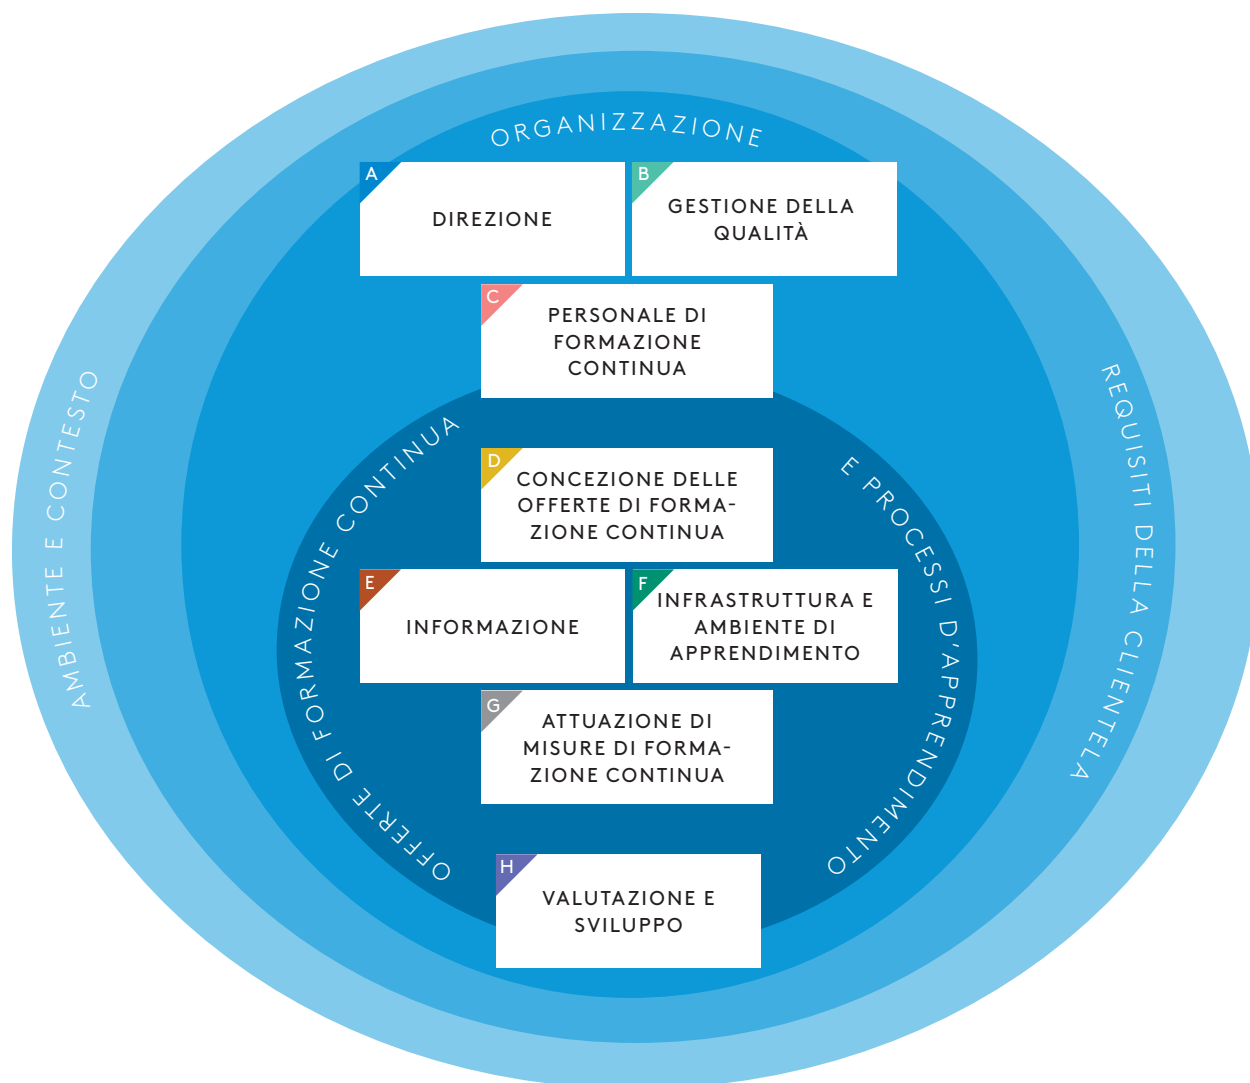 ORGANIZZAZIONE
A
DIREZIONE
B
GESTIONE DELLA
QUALITÀ
C
PERSONALE DI
FORMAZIONE
CONTINUA
AMBIENTE E CONTESTO
REQUISITI DELLA CLIENTELA
OFFERTE DI FORMAZIONE CONTINUA
E PROCESSI D'APPRENDIMENTO
D
CONCEZIONE DELLE
OFFERTE DI FORMA-
ZIONE CONTINUA
E
INFORMAZIONE
F
INFRASTRUTTURA E
AMBIENTE DI
APPRENDIMENTO
G
ATTUAZIONE DI
MISURE DI FORMA-
ZIONE CONTINUA
H
VALUTAZIONE E
SVILUPPO